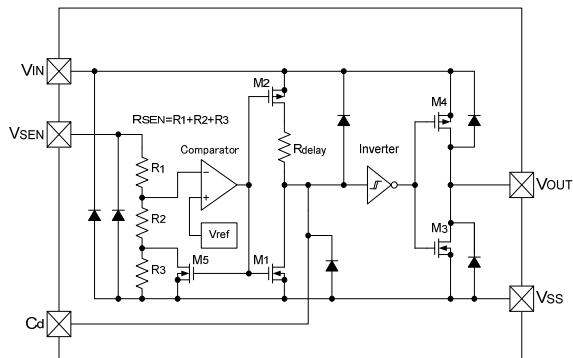 VIN
M2
M4
RSEN=R1+R2+R3
VSEN
Comparator
Rdelay
Inverter
R1
−
+
VOUT
R2
Vref
M3
M5
M1
R3
VSS
Cd